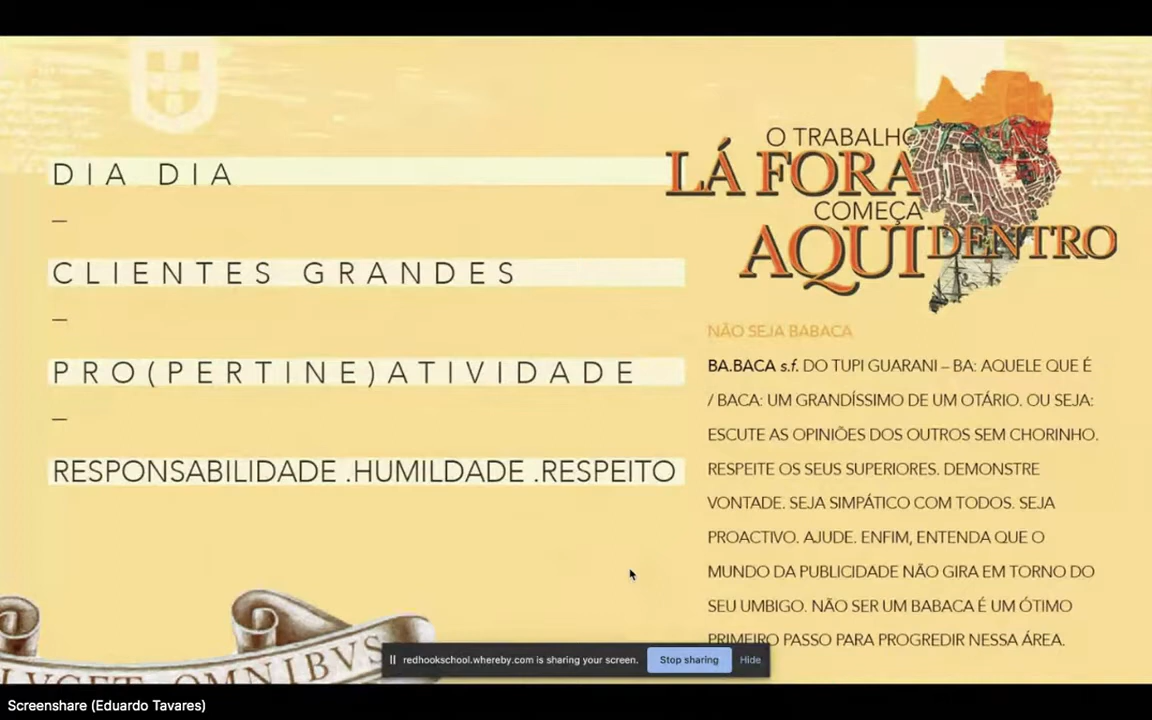 DIA DIA
–
CLIENTES GRANDES
–
PRO(PERTINE)ATIVIDADE
–
RESPONSABILIDADE .HUMILDADE .RESPEITO
O TRABALHO
LÁ FORA
COMEÇA
AQUI DENTRO
NÃO SEJA BABACA
BA.BACA s.f. DO TUPI GUARANI – BA: AQUELE QUE É
/ BACA: UM GRANDÍSSIMO DE UM OTÁRIO. OU SEJA:
ESCUTE AS OPINIÕES DOS OUTROS SEM CHORINHO.
RESPEITE OS SEUS SUPERIORES. DEMONSTRE
VONTADE. SEJA SIMPÁTICO COM TODOS. SEJA
PROACTIVO. AJUDE. ENFIM, ENTENDA QUE O
MUNDO DA PUBLICIDADE NÃO GIRA EM TORNO DO
SEU UMBIGO. NÃO SER UM BABACA É UM ÓTIMO
PRIMEIRO PASSO PARA PROGREDIR NESSA ÁREA.
OMNIBVS
redhookschool.whereby.com is sharing your screen.
Stop sharing
Hide
Screenshare (Eduardo Tavares)